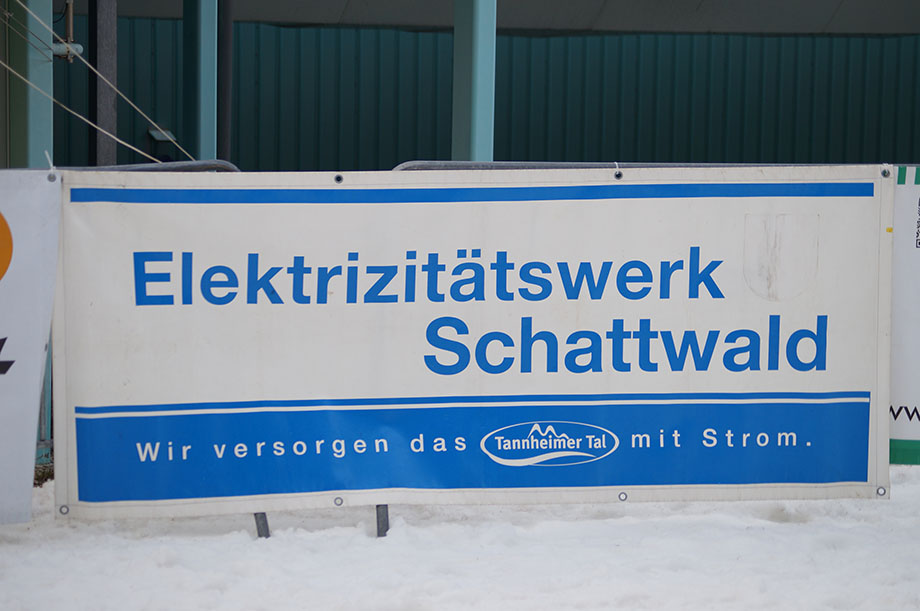 Elektrizitätswerk
Schattwald
Wir versorgen das Tannheimer Tal mit Strom.